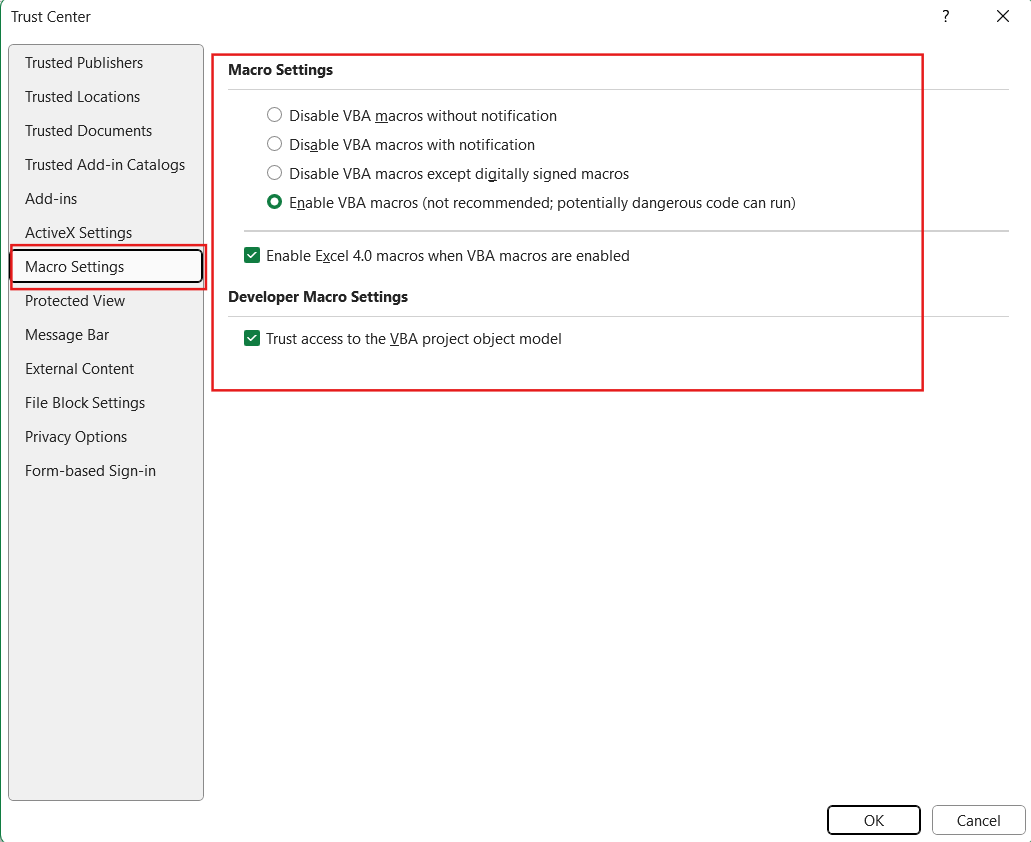 Trust Center
?
Trusted Publishers
Trusted Locations
Trusted Documents
Trusted Add-in Catalogs
Add-ins
ActiveX Settings
Macro Settings
Protected View
Message Bar
External Content
File Block Settings
Privacy Options
Form-based Sign-in
Macro Settings
Disable VBA macros without notification
Disable VBA macros with notification
Disable VBA macros except digitally signed macros
Enable VBA macros (not recommended; potentially dangerous code can run)
Enable Excel 4.0 macros when VBA macros are enabled
Developer Macro Settings
Trust access to the VBA project object model
OK
Cancel